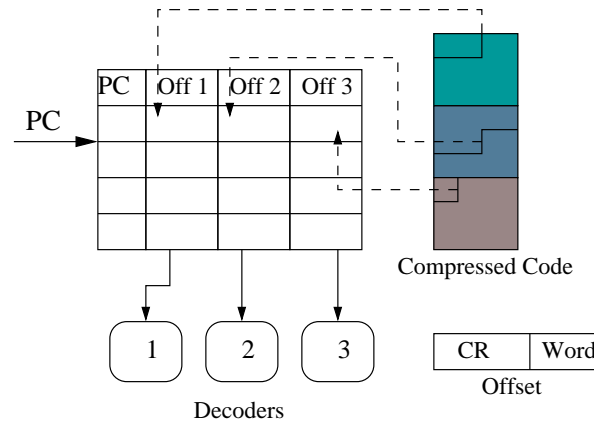 PC Off 1 Off 2 Off 3
PC
Compressed Code
1 2 3
CR Word
Offset
Decoders